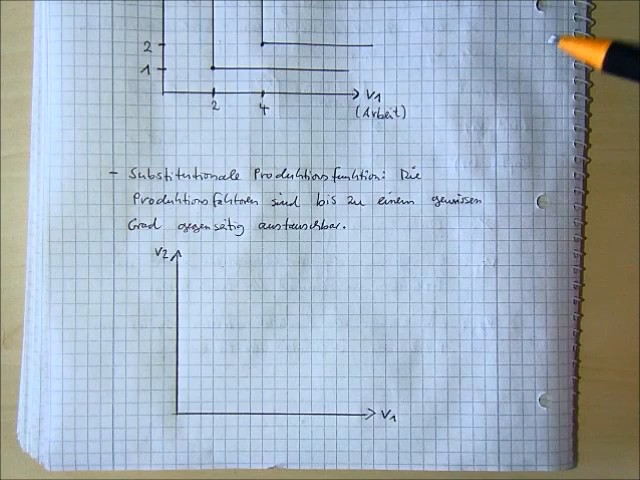 2
1
2
4
V1
(Arbeit)
- Substitutionale Produktionsfunktion: Die
Produktionsfaktoren sind bis zu einem gewissen
Grad gegenseitig austauschbar.
V2
V1